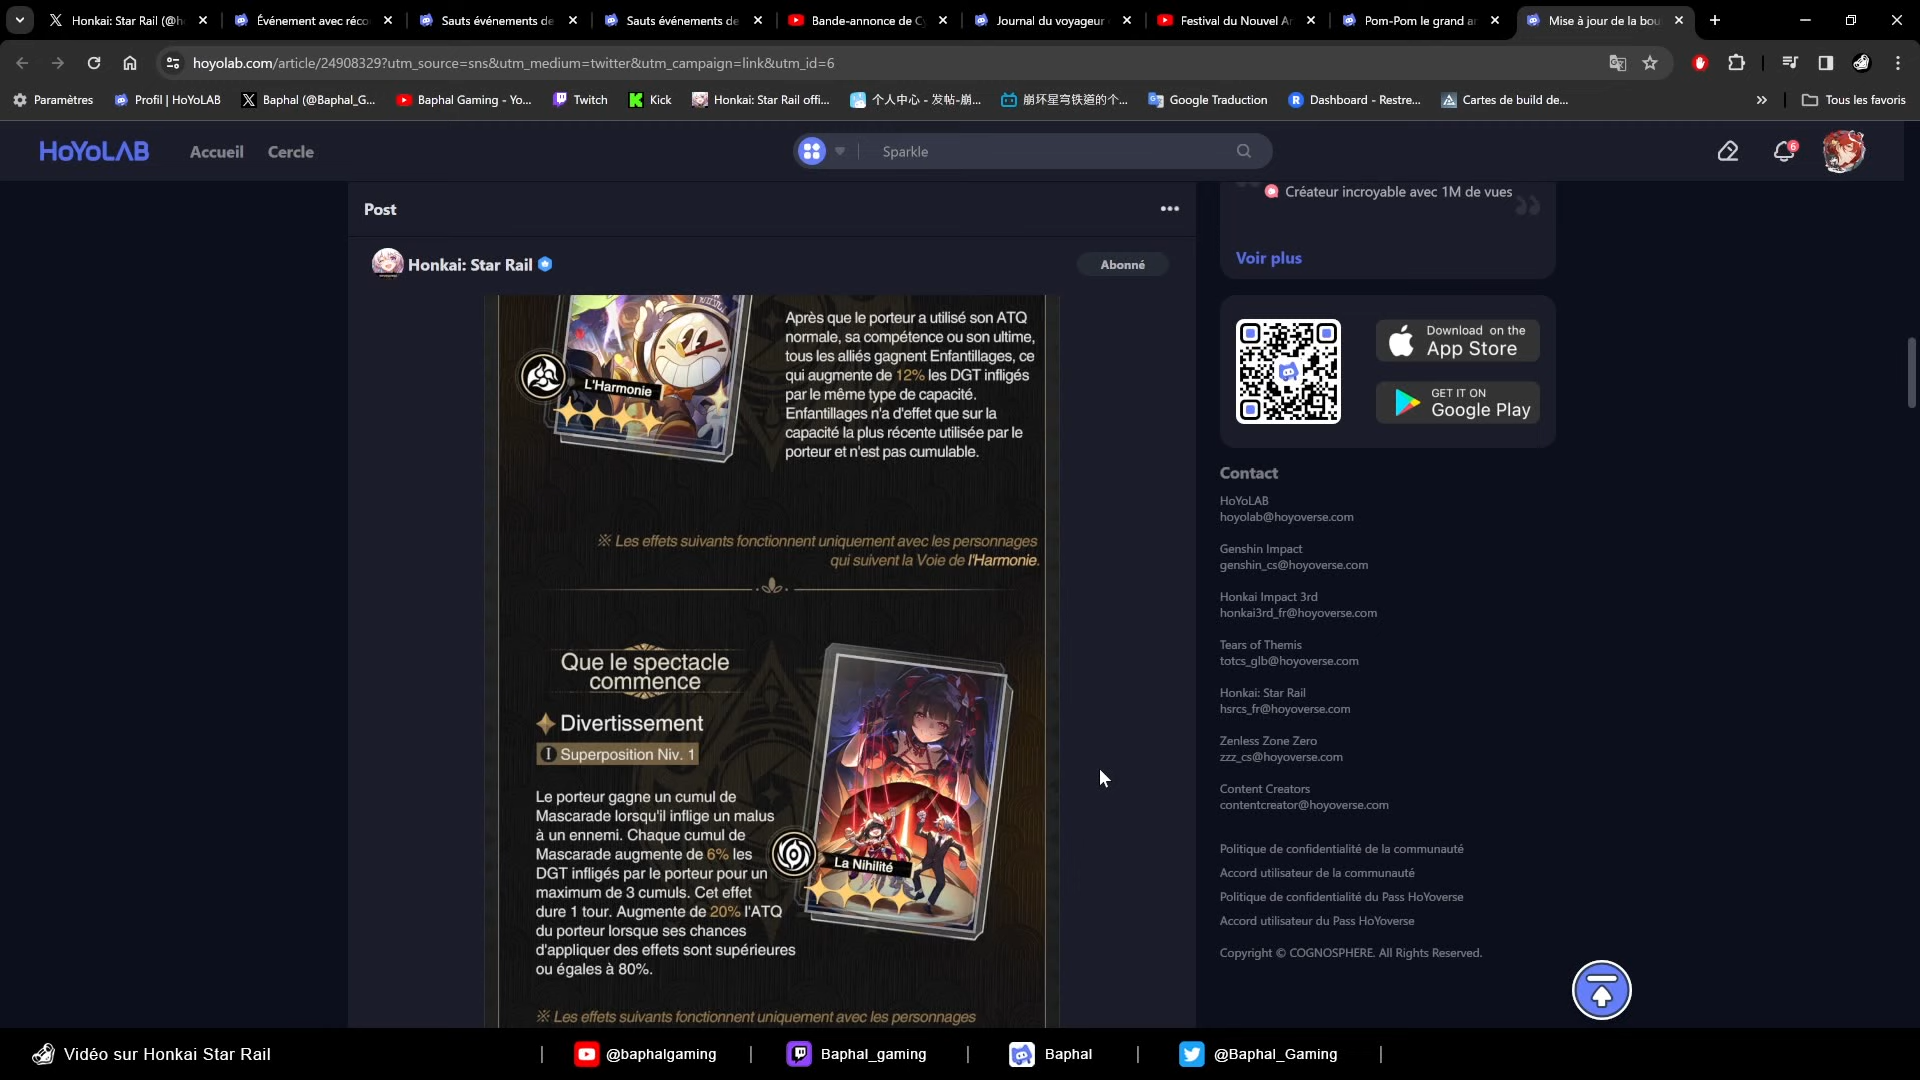 Honkai: Star Rail (@h
Événement avec réco
Sauts événements de
Sauts événements de
Bande-annonce de Cy
Journal du voyageur
Festival du Nouvel A
Pom-Pom le grand a
Mise à jour de la bou
hoyolab.com/article/24908329?utm_source=sns&utm_medium=twitter&utm_campaign=link&utm_id=6
Paramètres
Profil | HoYoLAB
Baphal (@Baphal_G...
Baphal Gaming - Yo...
Twitch
Kick
Honkai: Star Rail offi...
个人中心 - 发帖-崩...
崩坏星穹铁道的个...
Google Traduction
Dashboard - Restre...
Cartes de build de...
Tous les favoris
HoYoLAB
Accueil
Cercle
Sparkle
6
Post
Honkai: Star Rail
Abonné
Après que le porteur a utilisé son ATQ
normale, sa compétence ou son ultime,
tous les alliés gagnent Enfantillages, ce
qui augmente de 12% les DGT infligés
par le même type de capacité.
Enfantillages n'a d'effet que sur la
capacité la plus récente utilisée par le
porteur et n'est pas cumulable.
L'Harmonie
※ Les effets suivants fonctionnent uniquement avec les personnages
qui suivent la Voie de l'Harmonie.
Que le spectacle
commence
Divertissement
I Superposition Niv. 1
Le porteur gagne un cumul de
Mascarade lorsqu'il inflige un malus
à un ennemi. Chaque cumul de
Mascarade augmente de 6% les
DGT infligés par le porteur pour un
maximum de 3 cumuls. Cet effet
dure 1 tour. Augmente de 20% l'ATQ
du porteur lorsque ses chances
d'appliquer des effets sont supérieures
ou égales à 80%.
La Nihilité
※ Les effets suivants fonctionnent uniquement avec les personnages
Créateur incroyable avec 1M de vues
Voir plus
Download on the
App Store
GET IT ON
Google Play
Contact
HoYoLAB
hoyolab@hoyoverse.com
Genshin Impact
genshin_cs@hoyoverse.com
Honkai Impact 3rd
honkai3rd_fr@hoyoverse.com
Tears of Themis
totcs_glb@hoyoverse.com
Honkai: Star Rail
hsrcs_fr@hoyoverse.com
Zenless Zone Zero
zzz_cs@hoyoverse.com
Content Creators
contentcreator@hoyoverse.com
Politique de confidentialité de la communauté
Accord utilisateur de la communauté
Politique de confidentialité du Pass HoYoverse
Accord utilisateur du Pass HoYoverse
Copyright © COGNOSPHERE. All Rights Reserved.
Vidéo sur Honkai Star Rail
@baphalgaming
Baphal_gaming
Baphal
@Baphal_Gaming